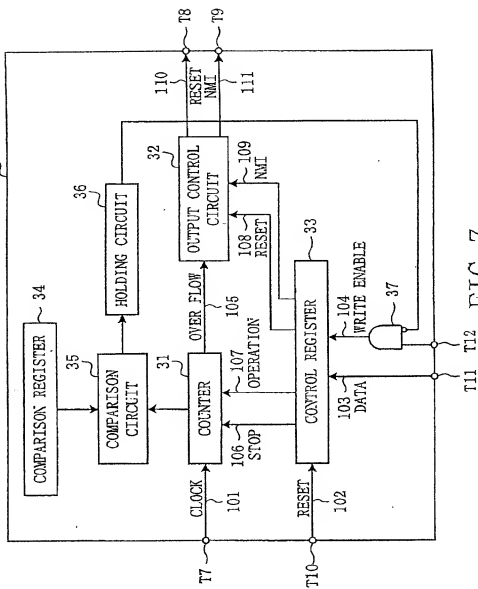 T8
T9
110
RESET
NMI
111
34
COMPARISON REGISTER
36
HOLDING CIRCUIT
32
OUTPUT CONTROL
CIRCUIT
35
COMPARISON
CIRCUIT
OVER FLOW
105
108
RESET
109
NMI
31
COUNTER
106
STOP
107
OPERATION
33
CONTROL REGISTER
CLOCK
101
RESET
102
103
DATA
104
WRITE ENABLE
37
T7
T10
T11
T12